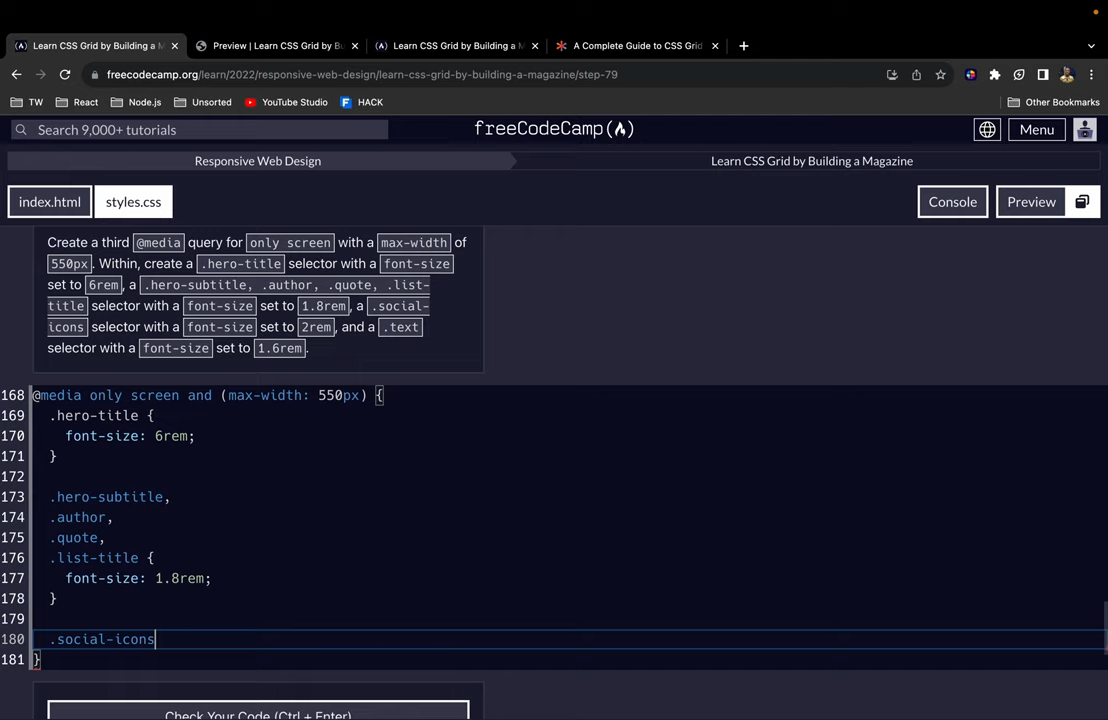 Learn CSS Grid by Building a M
Preview | Learn CSS Grid by Bu
Learn CSS Grid by Building a M
A Complete Guide to CSS Grid
freecodecamp.org/learn/2022/responsive-web-design/learn-css-grid-by-building-a-magazine/step-79
TW
React
Node.js
Unsorted
YouTube Studio
HACK
Other Bookmarks
Search 9,000+ tutorials
freeCodeCamp
Menu
Responsive Web Design
Learn CSS Grid by Building a Magazine
index.html
styles.css
Console
Preview
Create a third @media query for only screen with a max-width of
550px. Within, create a .hero-title selector with a font-size
set to 6rem, a .hero-subtitle, .author, .quote, .list-
title selector with a font-size set to 1.8rem, a .social-
icons selector with a font-size set to 2rem, and a .text
selector with a font-size set to 1.6rem.
168 @media only screen and (max-width: 550px) {
169 .hero-title {
170 font-size: 6rem;
171 }
172
173 .hero-subtitle,
174 .author,
175 .quote,
176 .list-title {
177 font-size: 1.8rem;
178 }
179
180 .social-icons
181 }
Check Your Code (Ctrl + Enter)